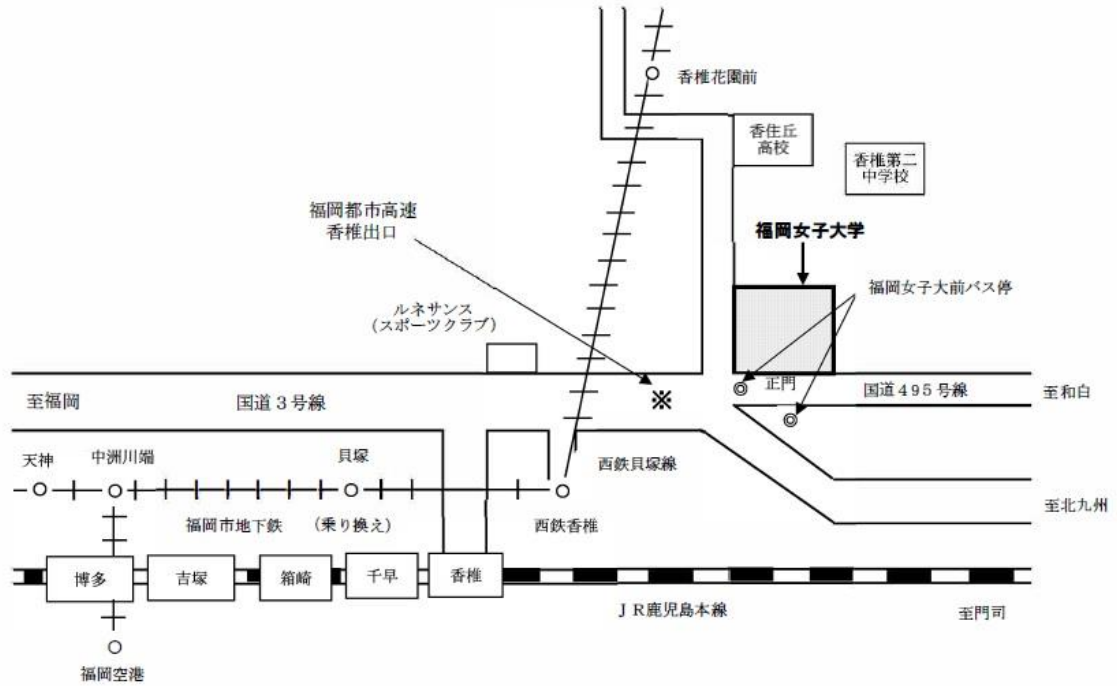 香椎花園前
香住丘
高校
香椎第二
中学校
福岡都市高速
香椎出口
福岡女子大学
福岡女子大前バス停
ルネサンス
(スポーツクラブ)
至福岡
国道3号線
※
正門
国道495号線
至和白
天神
中洲川端
貝塚
西鉄貝塚線
福岡市地下鉄
(乗り換え)
西鉄香椎
至北九州
博多
吉塚
箱崎
千早
香椎
JR鹿児島本線
至門司
福岡空港